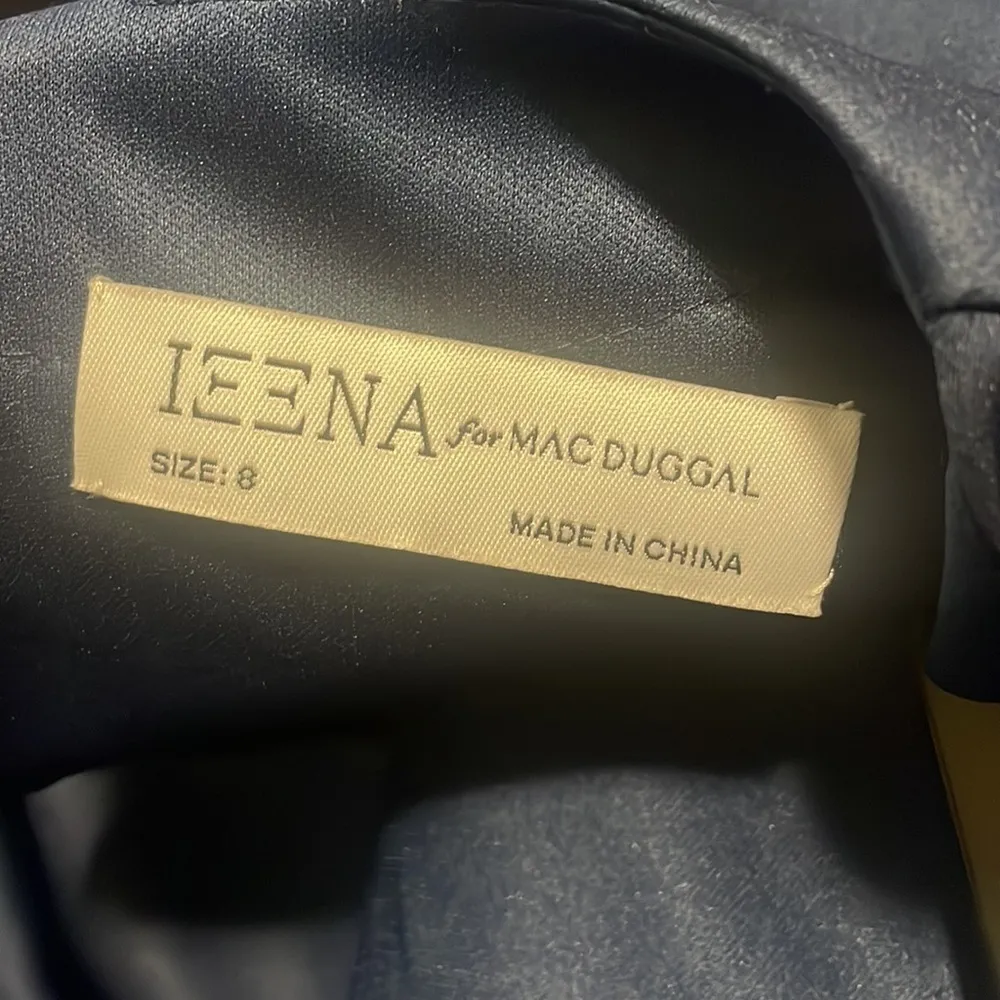 IEENA for MAC DUGGAL
SIZE: 8
MADE IN CHINA